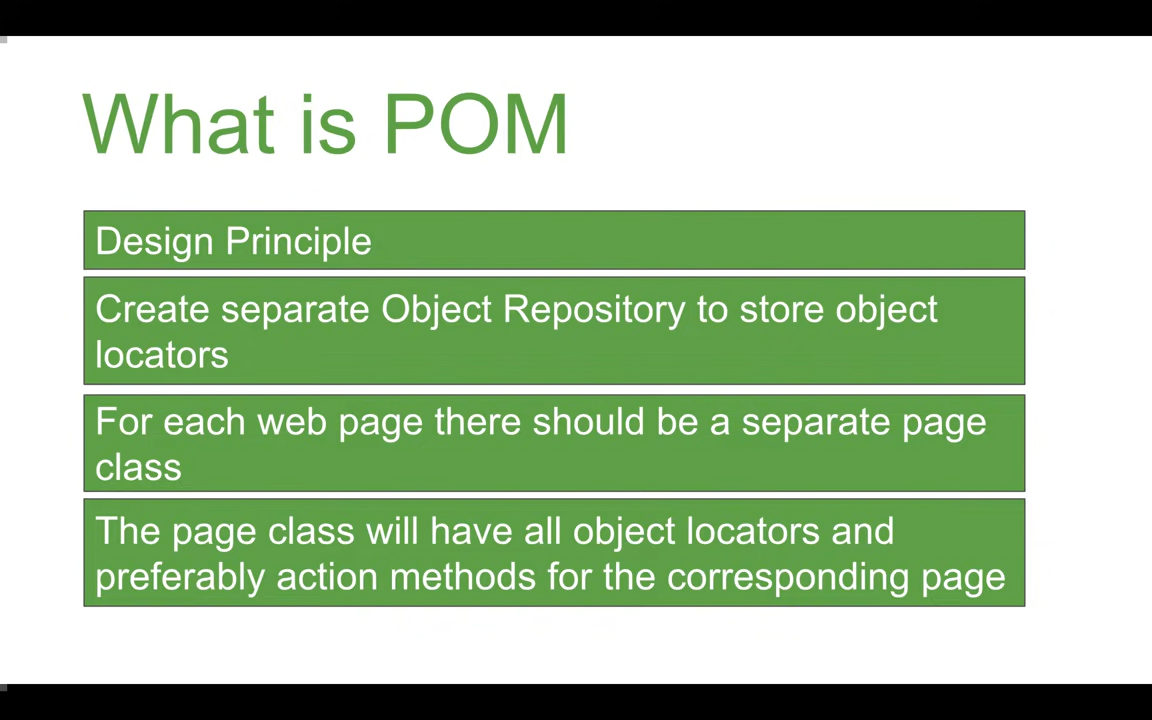 What is POM
Design Principle
Create separate Object Repository to store object
locators
For each web page there should be a separate page
class
The page class will have all object locators and
preferably action methods for the corresponding page